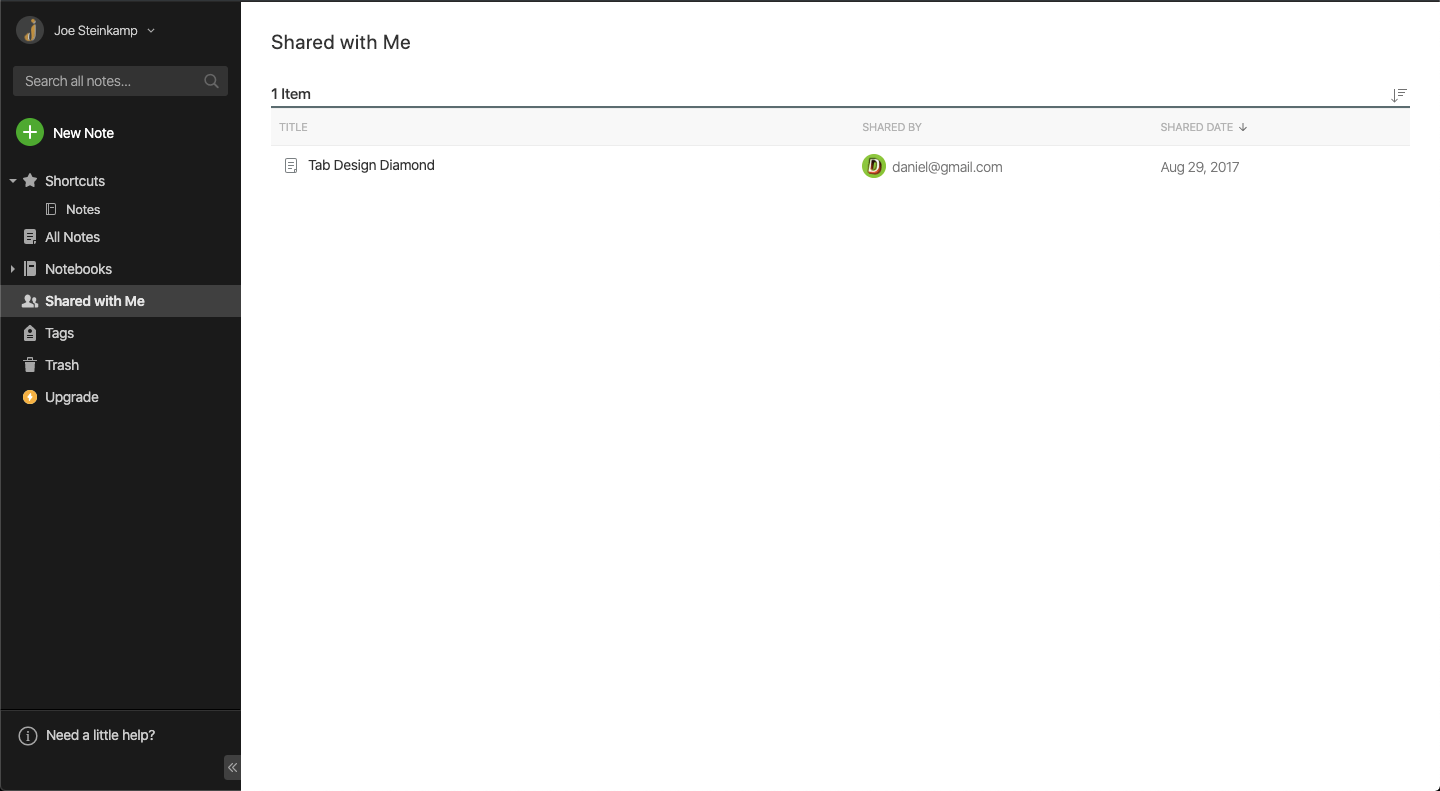 Joe Steinkamp
Search all notes...
New Note
Shortcuts
Notes
All Notes
Notebooks
Shared with Me
Tags
Trash
Upgrade
Need a little help?
Shared with Me
1 Item
TITLE SHARED BY SHARED DATE
Tab Design Diamond daniel@gmail.com Aug 29, 2017